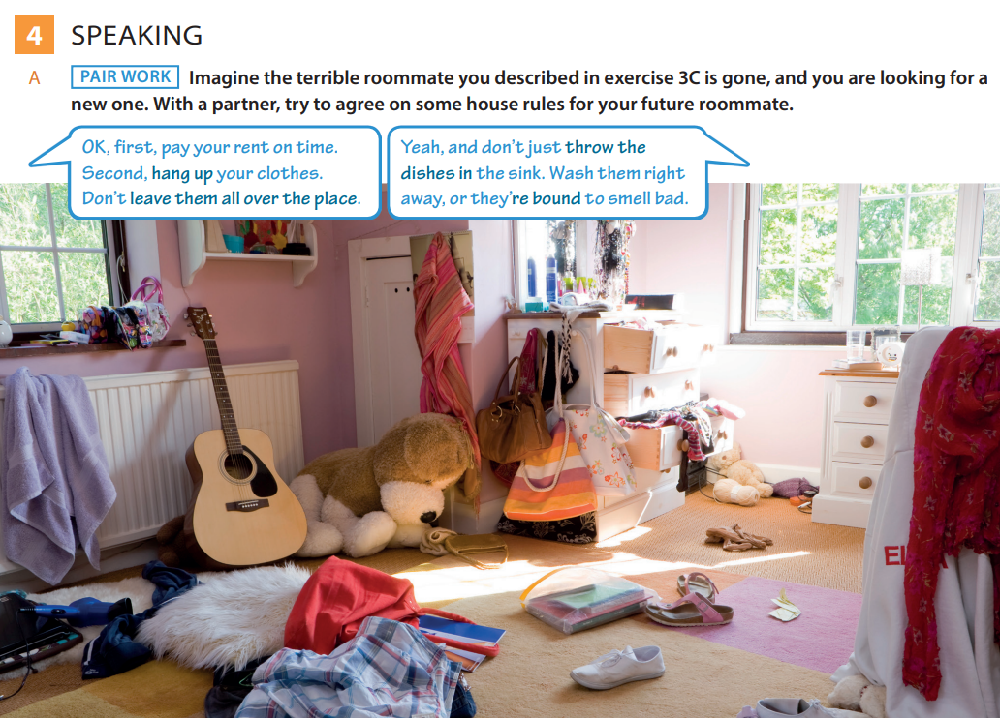 4 SPEAKING
A PAIR WORK Imagine the terrible roommate you described in exercise 3C is gone, and you are looking for a
new one. With a partner, try to agree on some house rules for your future roommate.
OK, first, pay your rent on time.
Second, hang up your clothes.
Don't leave them all over the place.
Yeah, and don't just throw the
dishes in the sink. Wash them right
away, or they're bound to smell bad.